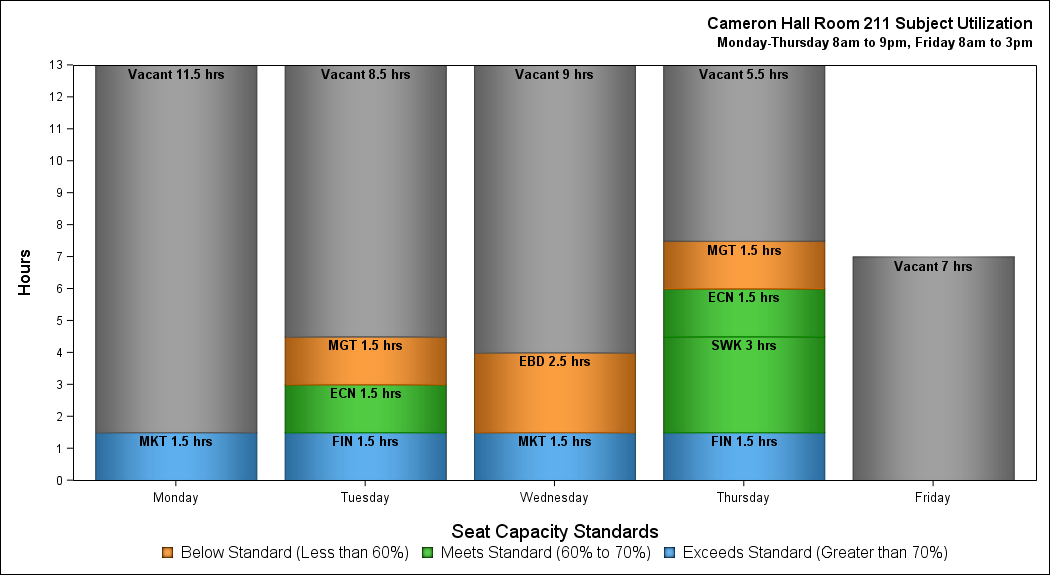 Cameron Hall Room 211 Subject Utilization
Monday-Thursday 8am to 9pm, Friday 8am to 3pm
Hours
13
12
11
10
9
8
7
6
5
4
3
2
1
0
Vacant 11.5 hrs
MKT 1.5 hrs
Vacant 8.5 hrs
MGT 1.5 hrs
ECN 1.5 hrs
FIN 1.5 hrs
Vacant 9 hrs
EBD 2.5 hrs
MKT 1.5 hrs
Vacant 5.5 hrs
MGT 1.5 hrs
ECN 1.5 hrs
SWK 3 hrs
FIN 1.5 hrs
Vacant 7 hrs
Monday Tuesday Wednesday Thursday Friday
Seat Capacity Standards
Below Standard (Less than 60%) Meets Standard (60% to 70%) Exceeds Standard (Greater than 70%)